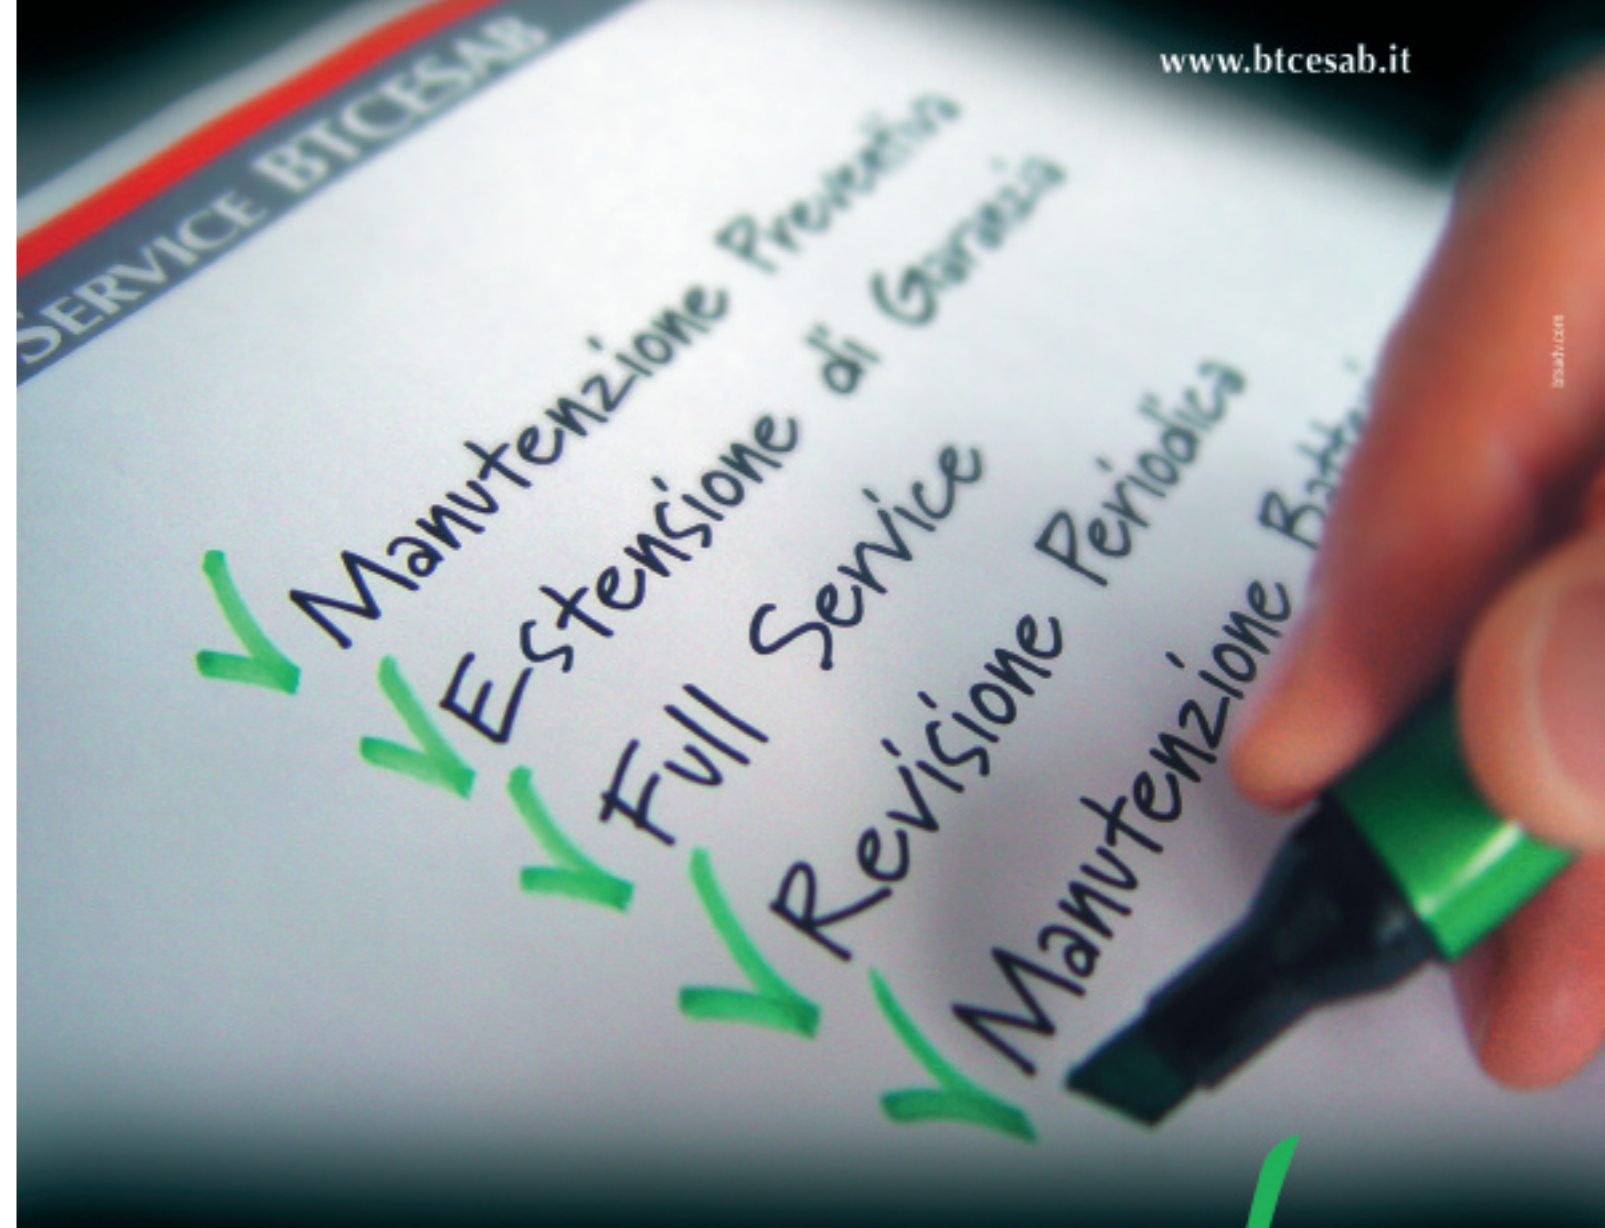 www.btcesab.it
SERVICE BTCESAB
Manutenzione Preventiva
Estensione di Garanzia
Full Service
Revisione Periodica
Manutenzione